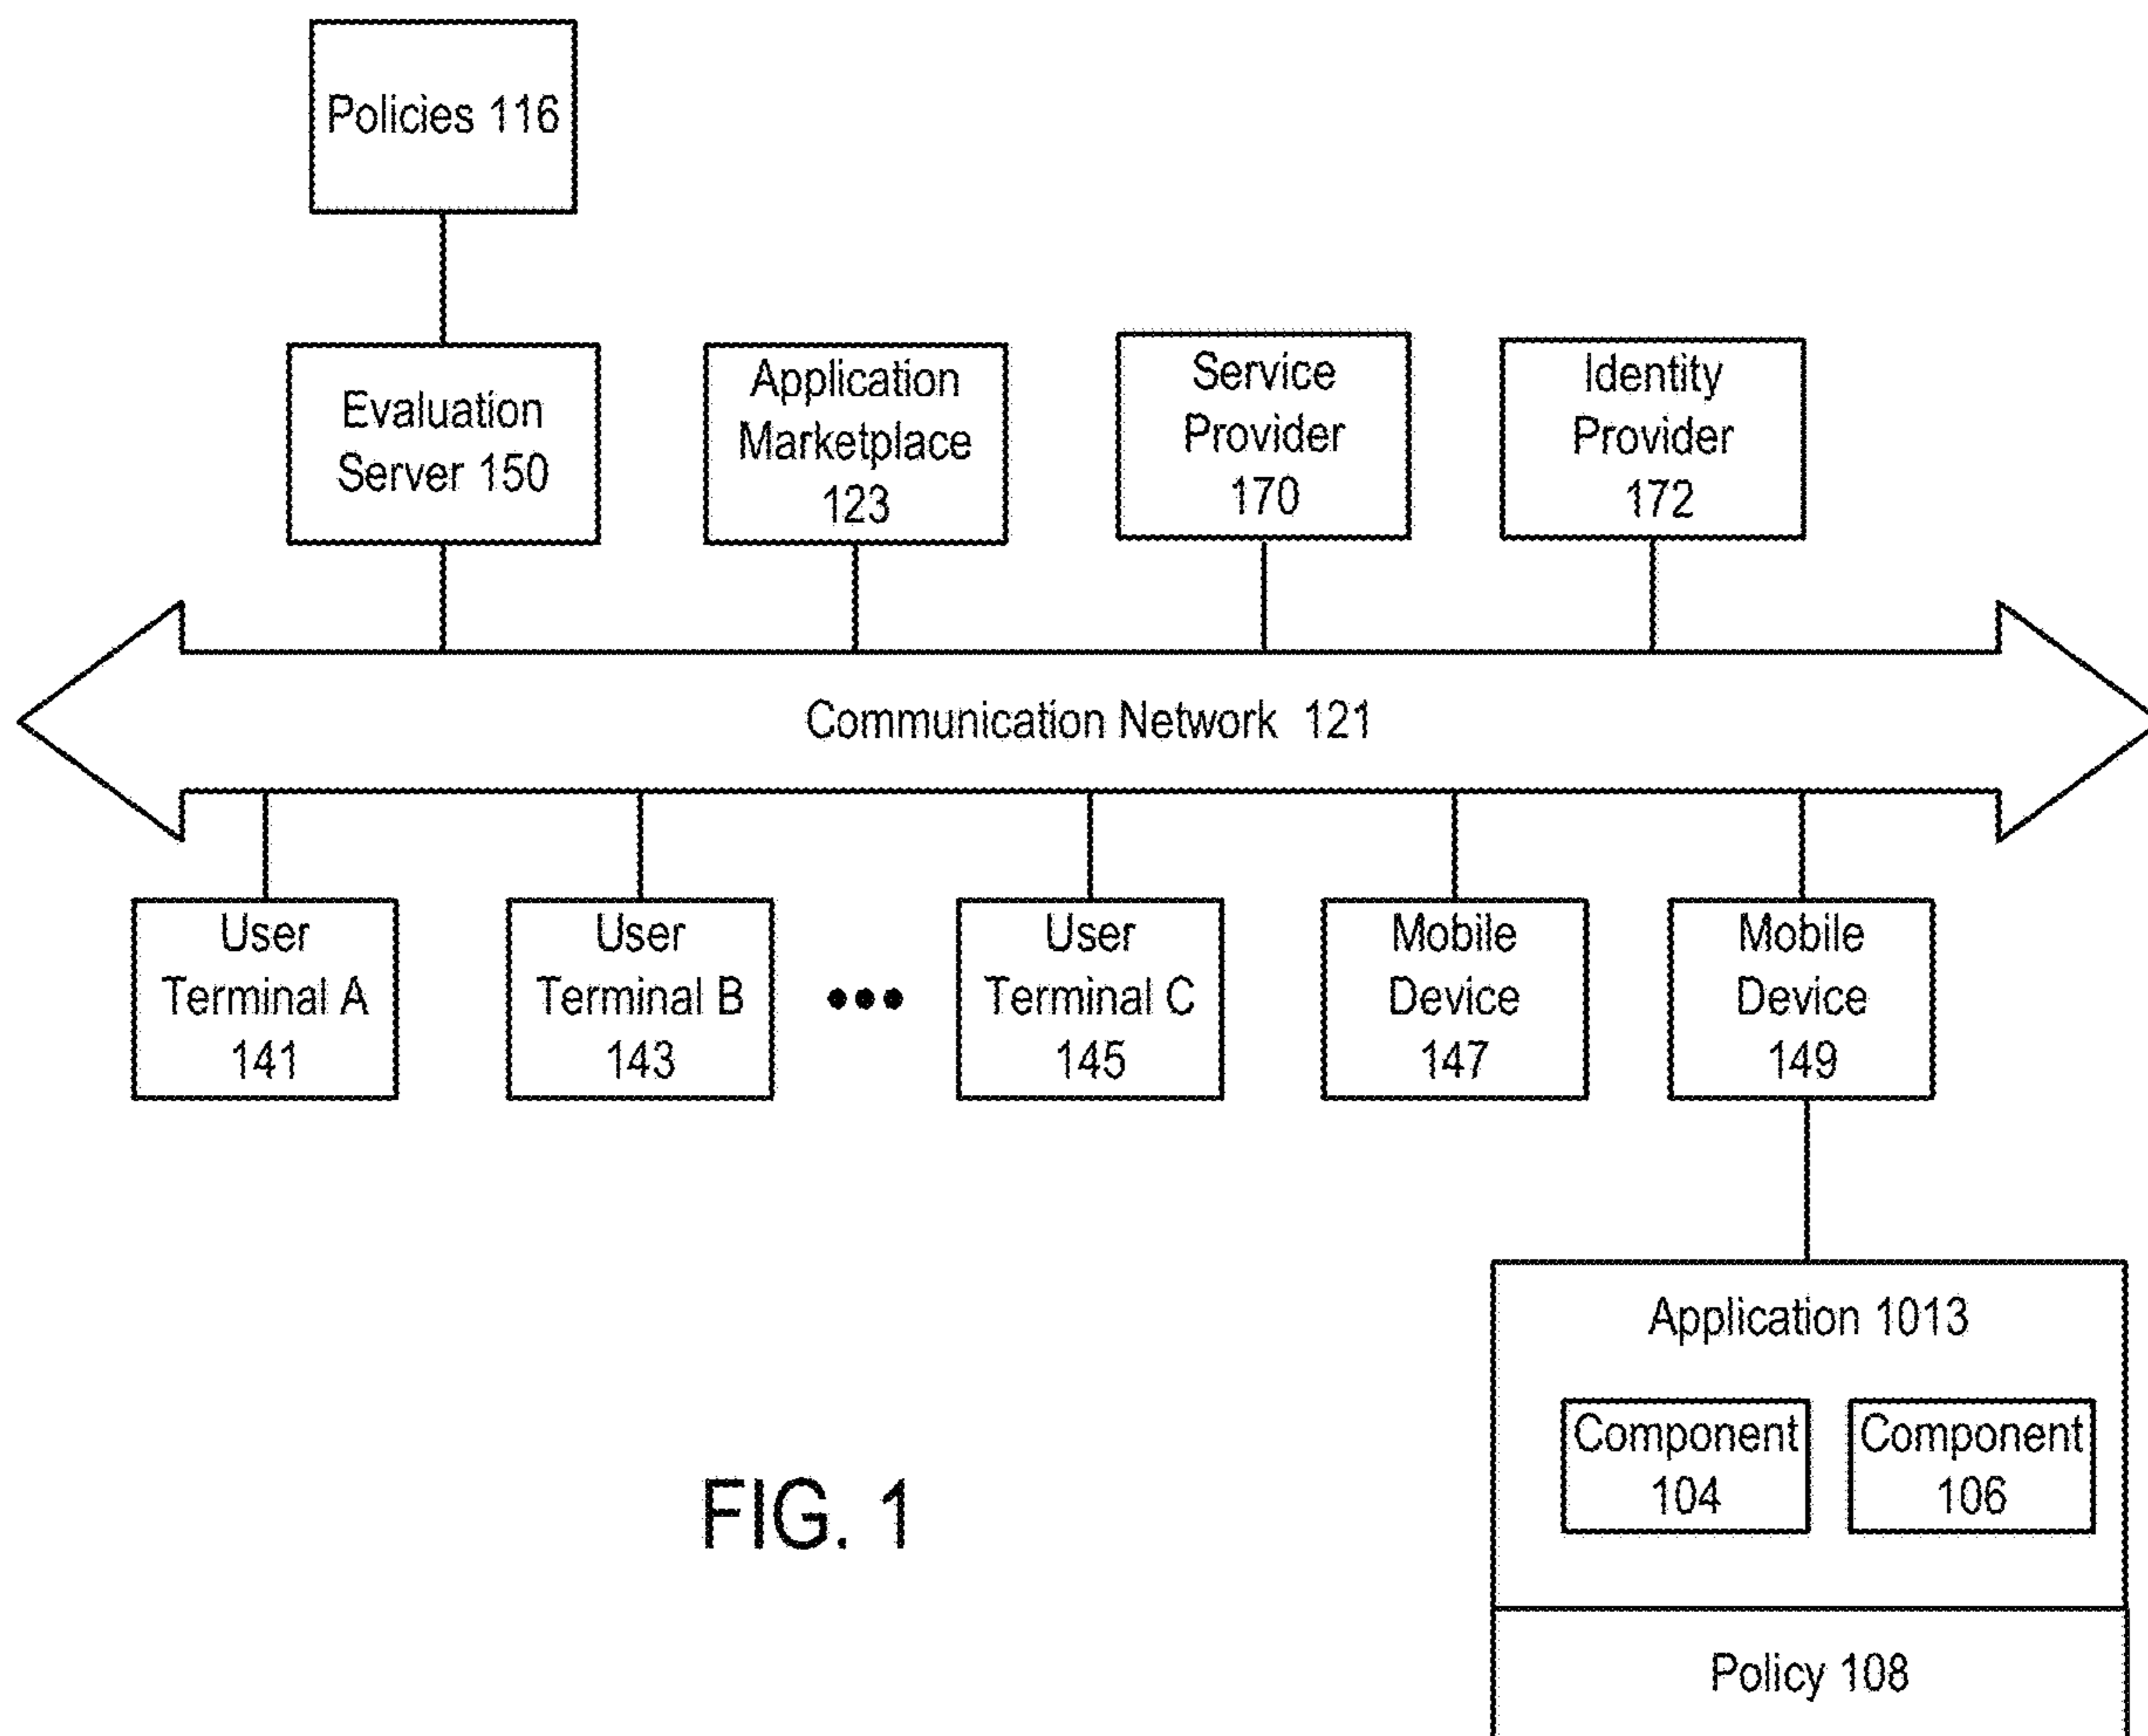 Policies 116
Evaluation
Server 150
Application
Marketplace
123
Service
Provider
170
Identity
Provider
172
Communication Network 121
User
Terminal A
141
User
Terminal B
143
•••
User
Terminal C
145
Mobile
Device
147
Mobile
Device
149
Application 1013
Component
104
Component
106
Policy 108
FIG. 1